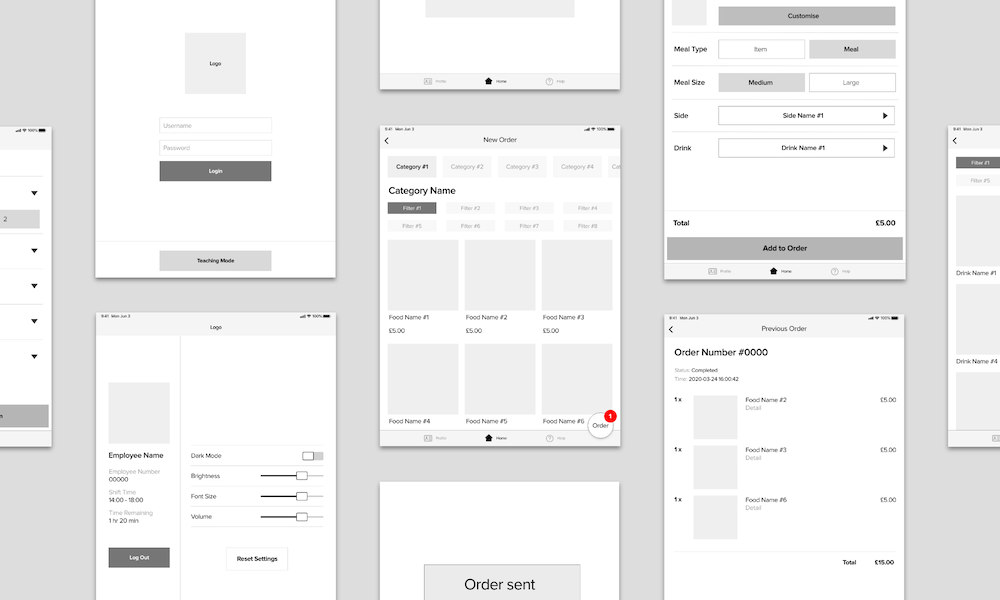 2
n
Logo
Username
Password
Login
Teaching Mode
9:41 Mon Jun 3
100%
Logo
Employee Name
Employee Number
00000
Shift Time
14:00 - 18:00
Time Remaining
1 hr 20 min
Log Out
Dark Mode
Brightness
Font Size
Volume
Reset Settings
Profile Home Help
9:41 Mon Jun 3
100%
New Order
Category #1 Category #2 Category #3 Category #4 Cat
Category Name
Filter #1 Filter #2 Filter #3 Filter #4
Filter #5 Filter #6 Filter #7 Filter #8
Food Name #1 Food Name #2 Food Name #3
£5.00 £5.00 £5.00
Food Name #4 Food Name #5 Food Name #6
Order
1
Profile Home Help
Order sent
Customise
Meal Type Item Meal
Meal Size Medium Large
Side Side Name #1
Drink Drink Name #1
Total £5.00
Add to Order
Profile Home Help
9:41 Mon Jun 3
100%
Previous Order
Order Number #0000
Status: Completed
Time: 2020-03-24 16:00:42
1 x Food Name #2 £5.00
Detail
1 x Food Name #3 £5.00
Detail
1 x Food Name #6 £5.00
Detail
Total £15.00
9:41 Mon Jun 3
Filter #1
Filter #5
Drink Name #1
Drink Name #4